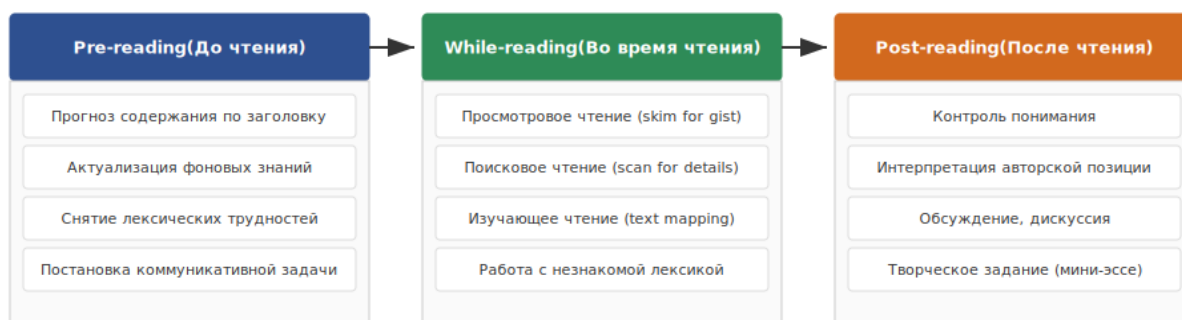 Pre-reading(До чтения)
Прогноз содержания по заголовку
Актуализация фоновых знаний
Снятие лексических трудностей
Постановка коммуникативной задачи
While-reading(Во время чтения)
Просмотровое чтение (skim for gist)
Поисковое чтение (scan for details)
Изучающее чтение (text mapping)
Работа с незнакомой лексикой
Post-reading(После чтения)
Контроль понимания
Интерпретация авторской позиции
Обсуждение, дискуссия
Творческое задание (мини-эссе)